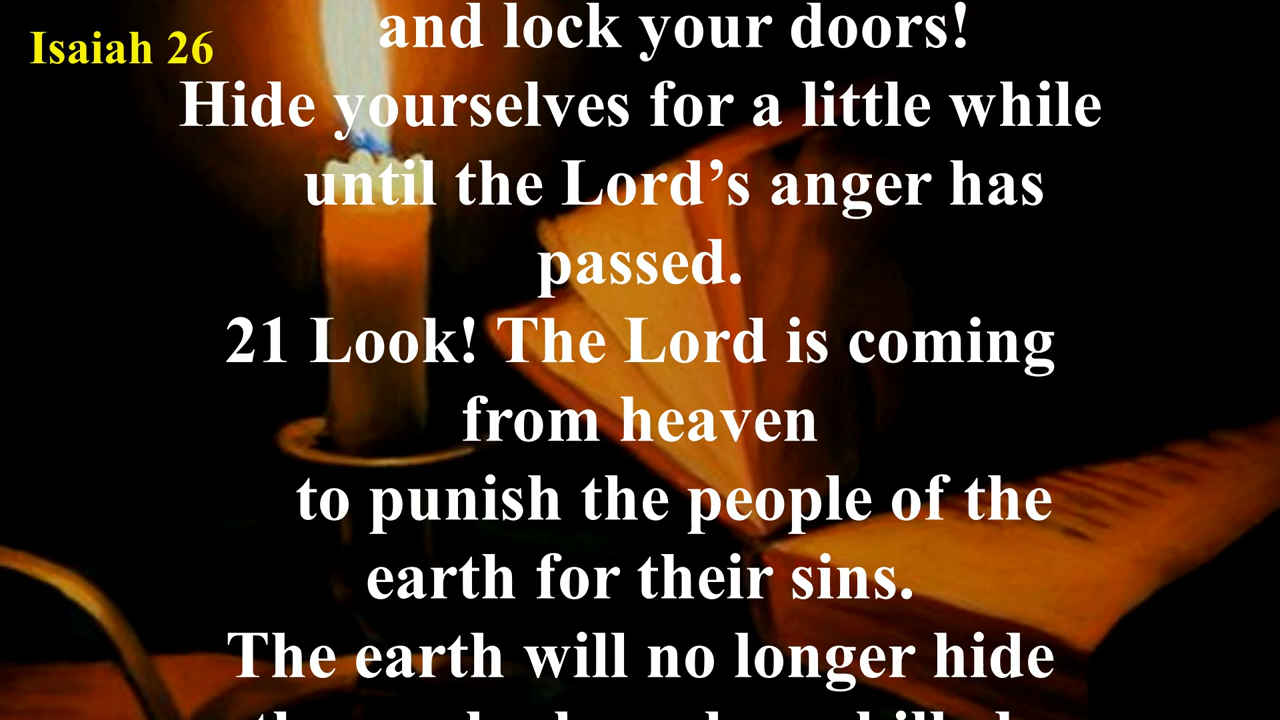 Isaiah 26
and lock your doors!
Hide yourselves for a little while
until the Lord’s anger has
passed.
21 Look! The Lord is coming
from heaven
to punish the people of the
earth for their sins.
The earth will no longer hide